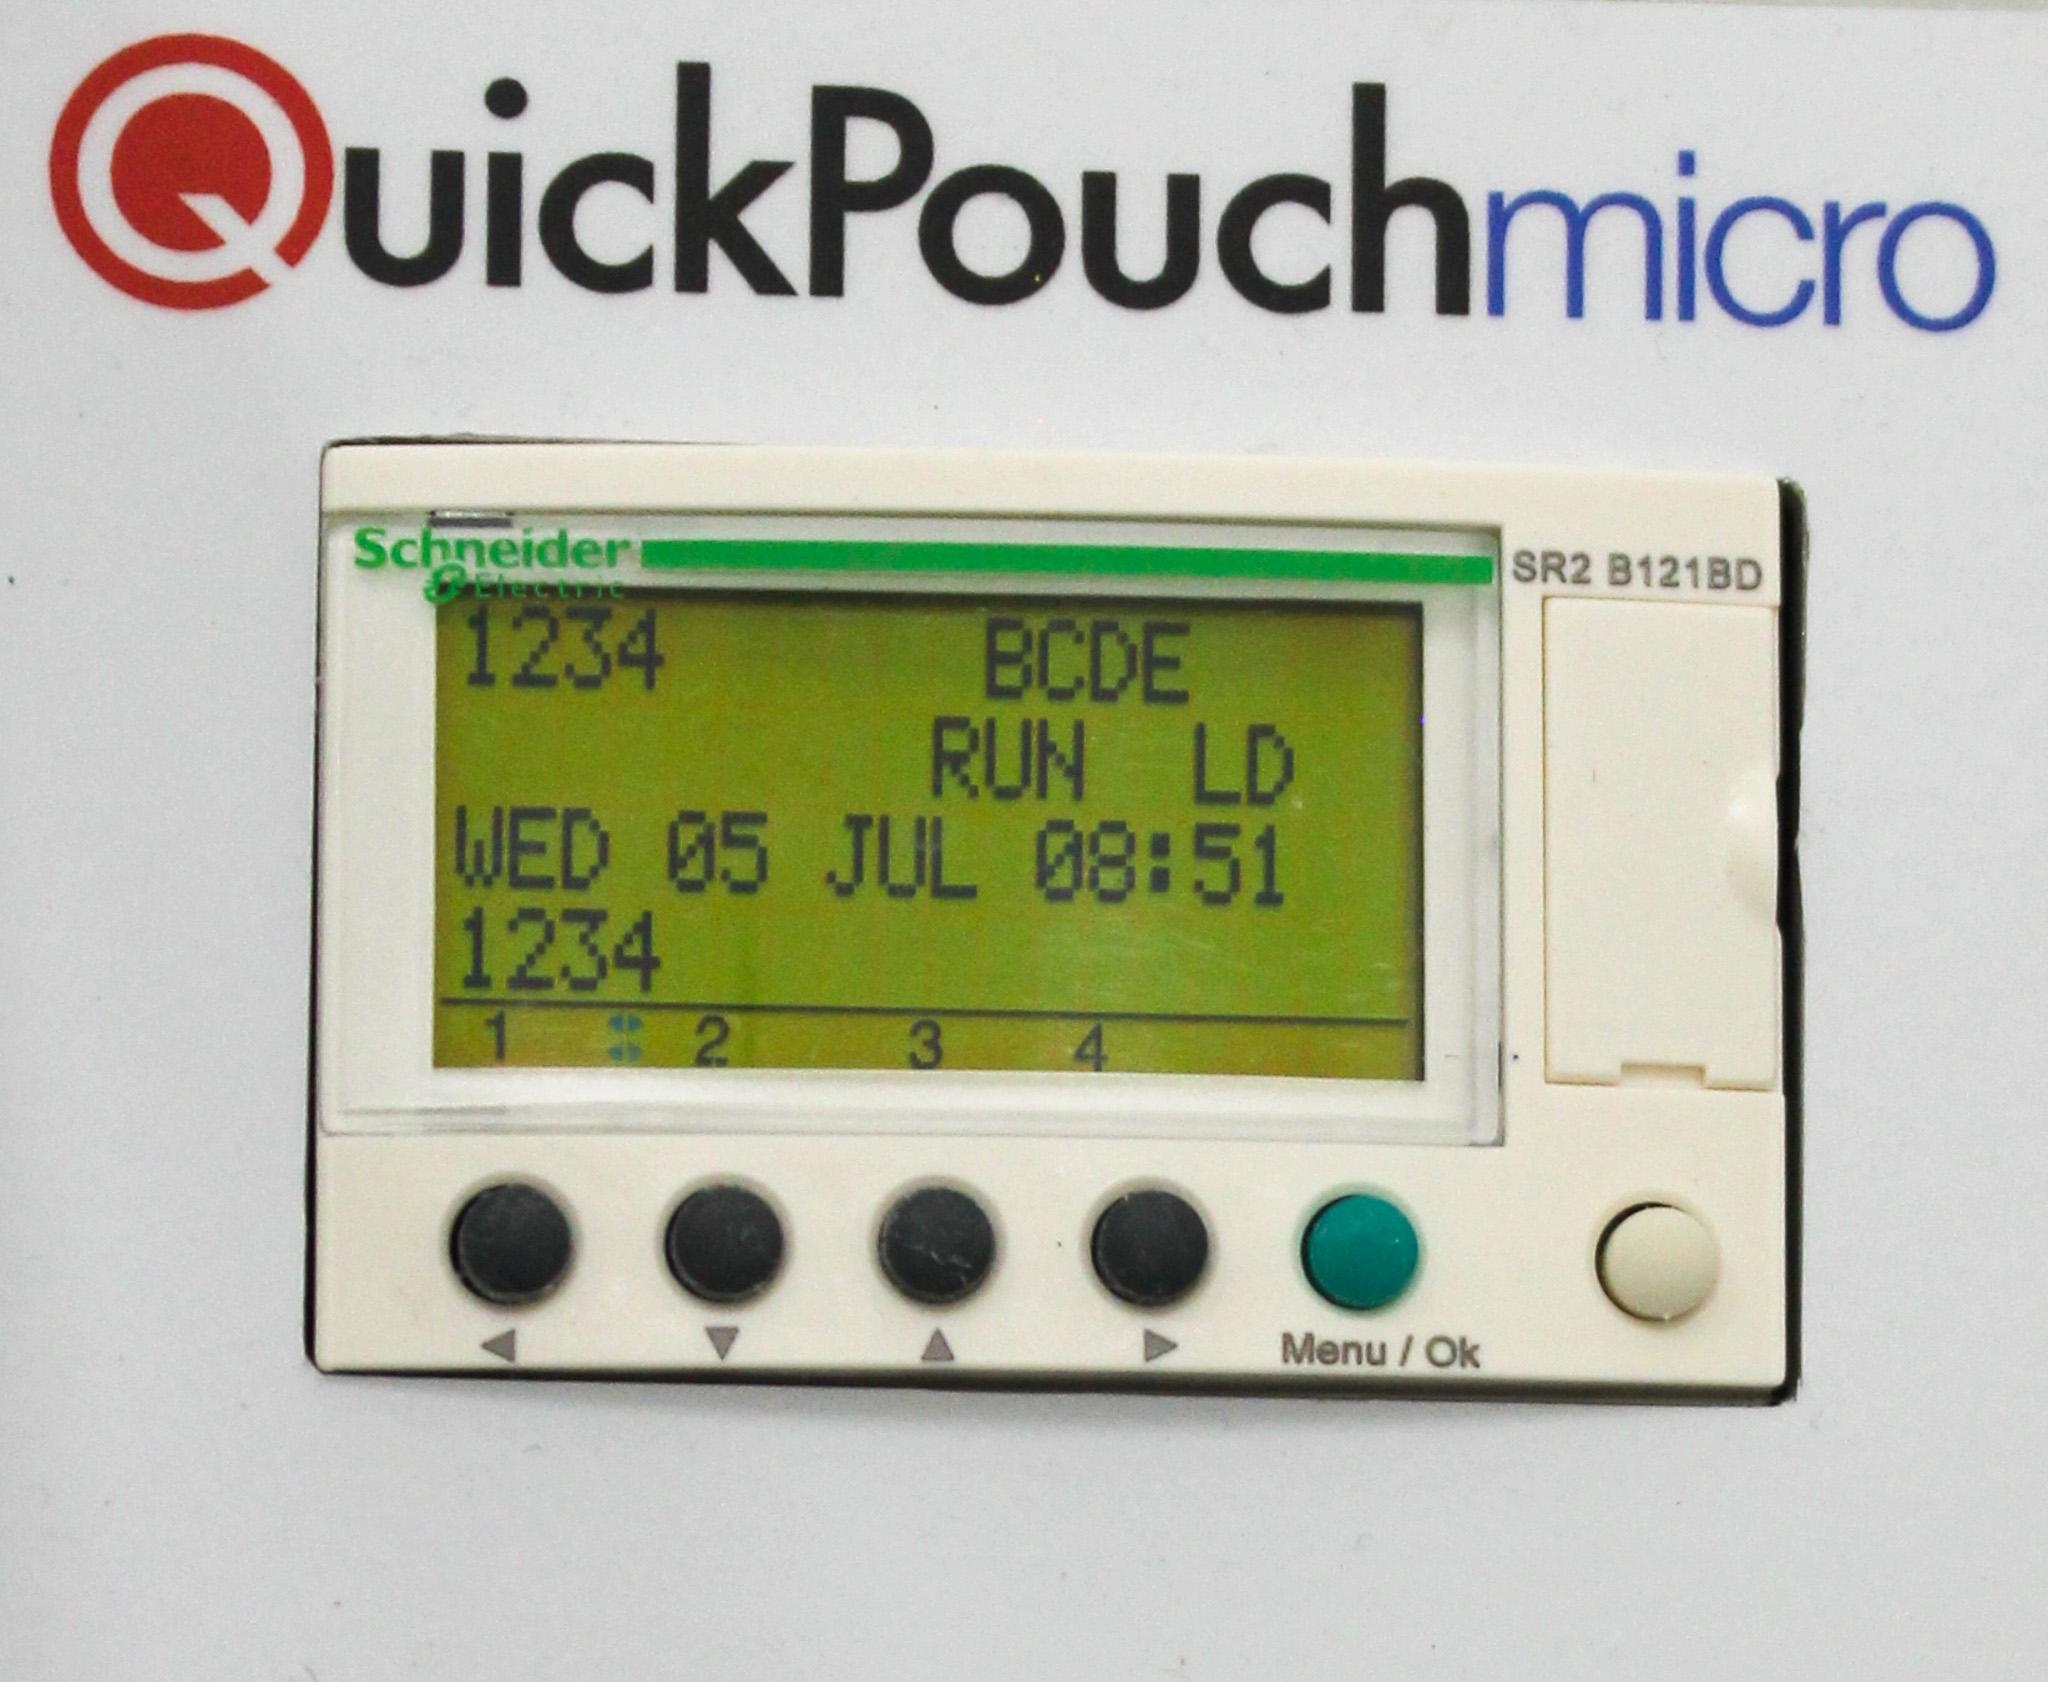 QuickPouchmicro
Schneider
Electric
SR2 B121BD
1234 BCDE
RUN LD
WED 05 JUL 08:51
1234
1 2 3 4
Menu / Ok